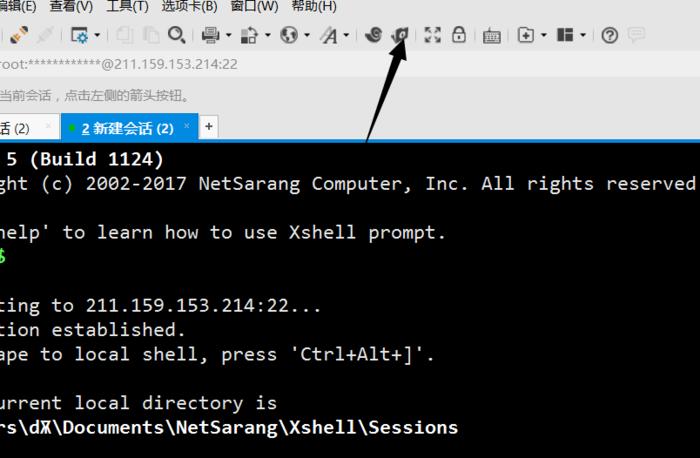 编辑(E) 查看(V) 工具(T) 选项卡(B) 窗口(W) 帮助(H)
root:************@211.159.153.214:22
当前会话，点击左侧的箭头按钮。
话 (2) × 2 新建会话 (2) × +
5 (Build 1124)
ght (c) 2002-2017 NetSarang Computer, Inc. All rights reserved
help' to learn how to use Xshell prompt.
$
ting to 211.159.153.214:22...
tion established.
ape to local shell, press 'Ctrl+Alt+]'.
urrent local directory is
rs\dЖ\Documents\NetSarang\Xshell\Sessions